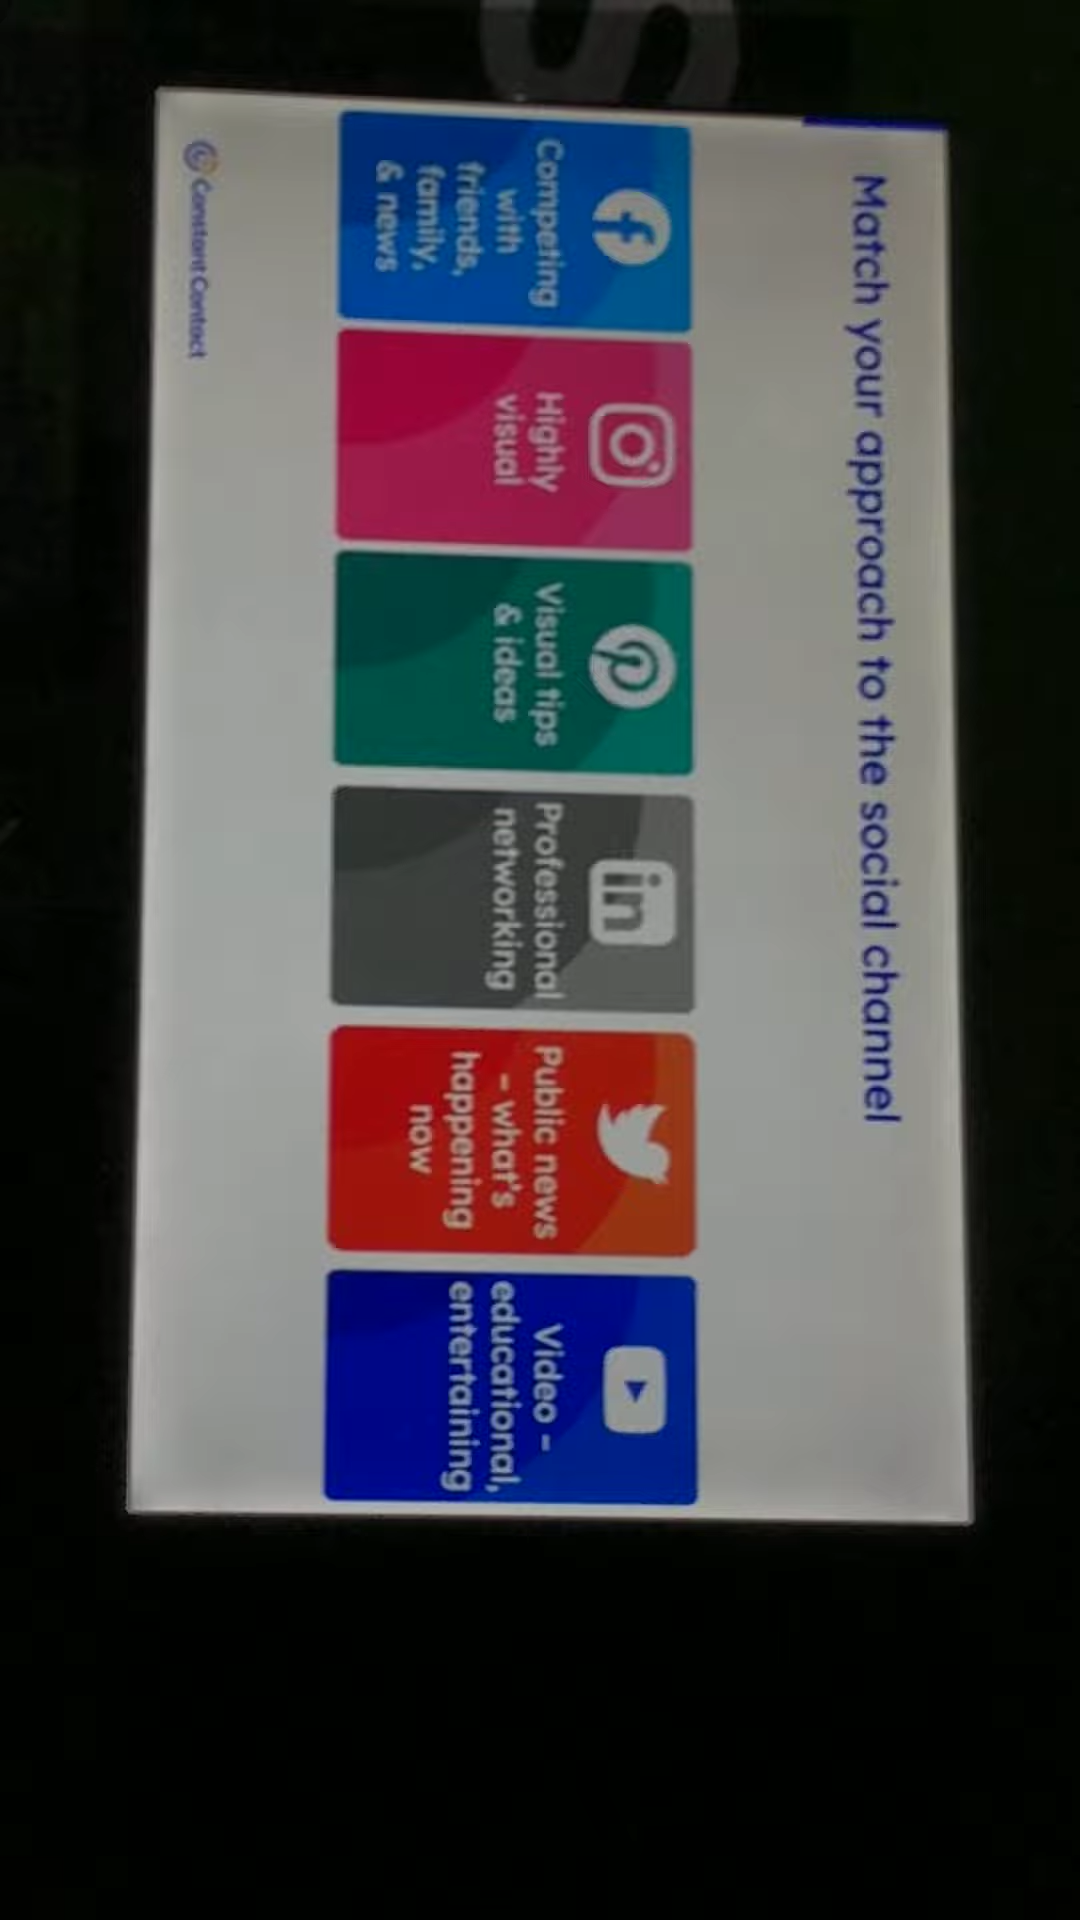 Match your approach to the social channel
Competing
with
friends,
family,
& news
Highly
visual
Visual tips
& ideas
in
Professional
networking
Public news
- what's
happening
now
Video -
educational,
entertaining
Constant Contact